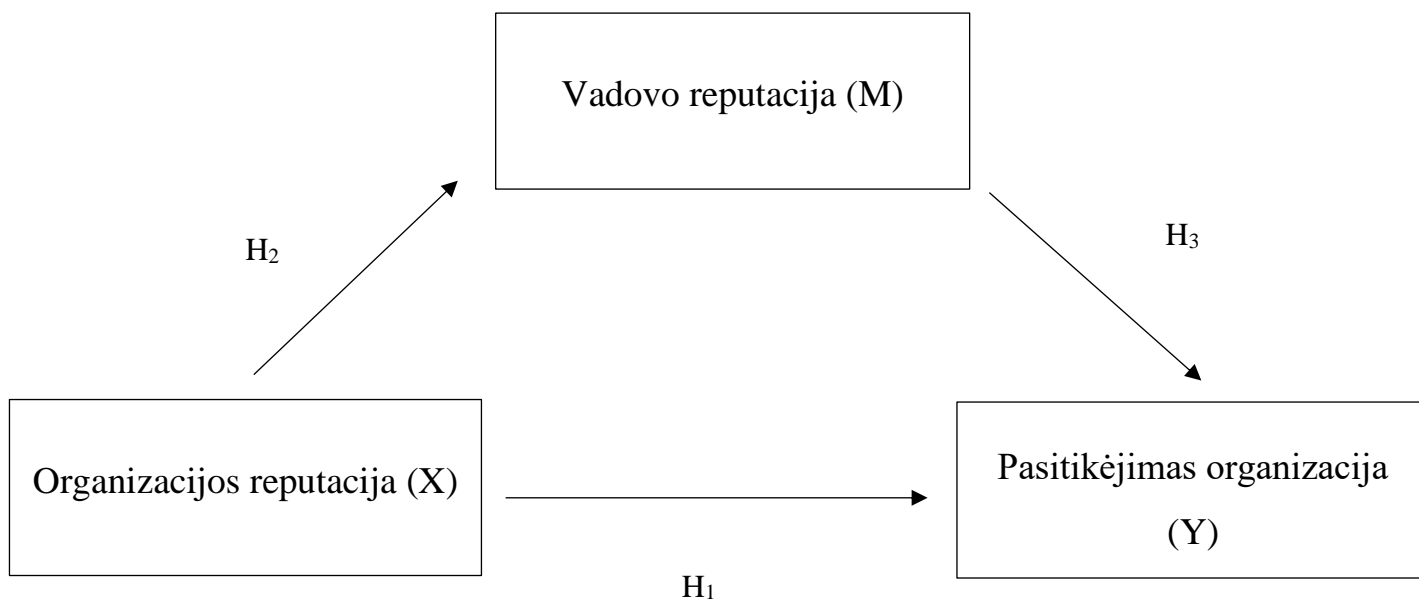 Vadovo reputacija (M)
H₂
H₃
Organizacijos reputacija (X)
Pasitikėjimas organizacija
(Y)
H₁